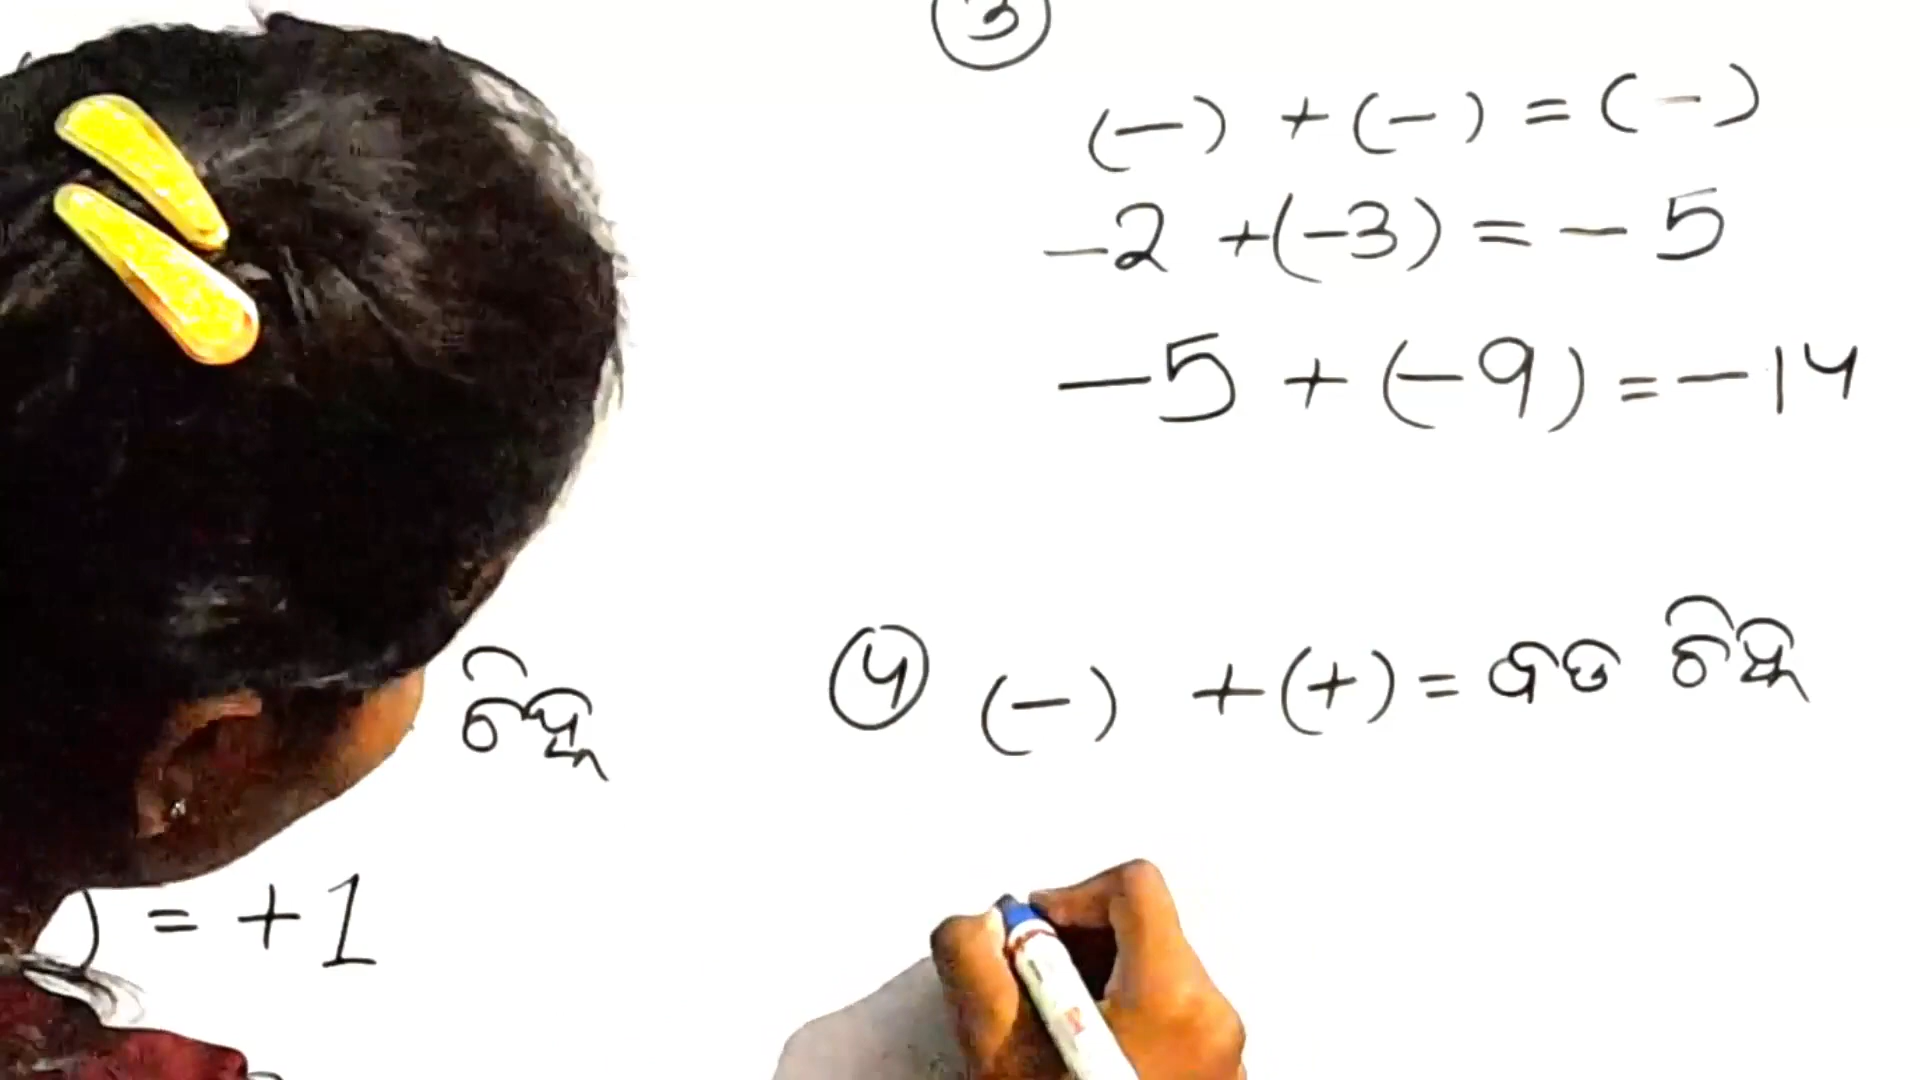 ③
(-) + (-) = (-)
-2 +(-3) = - 5
-5 + (-9) = -14
ଚିହ୍ନ
④ (-) + (+) = ବଡ ଚିହ୍ନ
) = +1